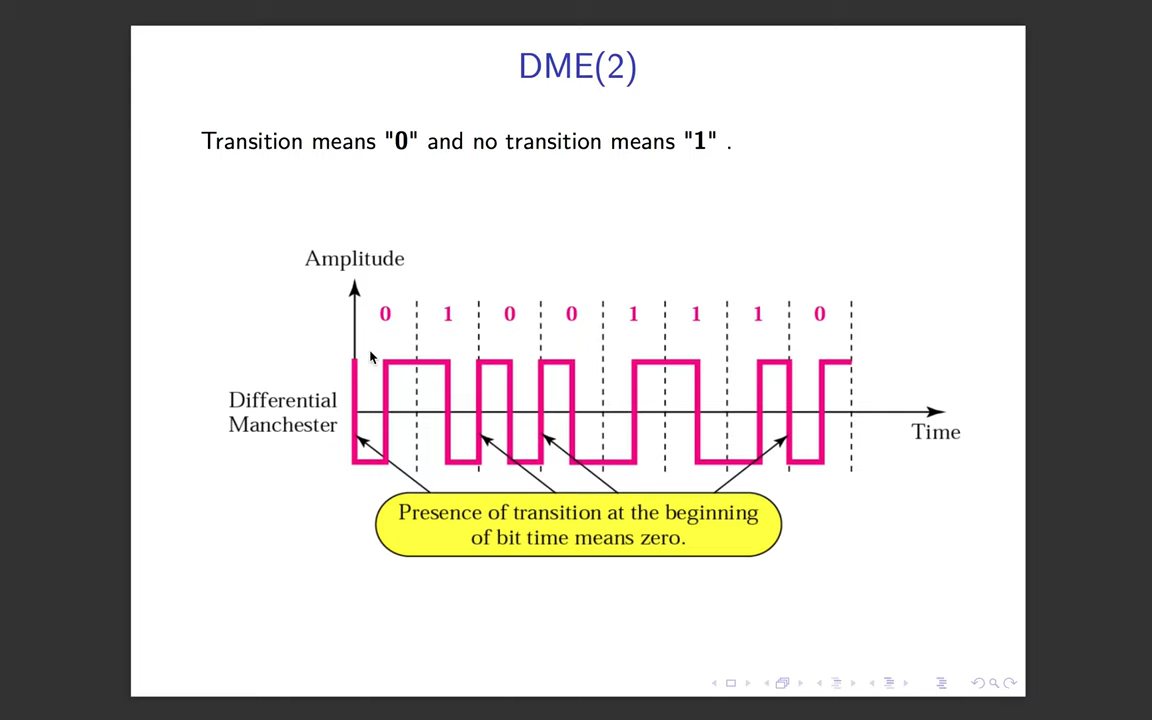 DME(2)
Transition means "0" and no transition means "1" .
Amplitude
0 1 0 0 1 1 1 0
Differential
Manchester
Time
Presence of transition at the beginning
of bit time means zero.